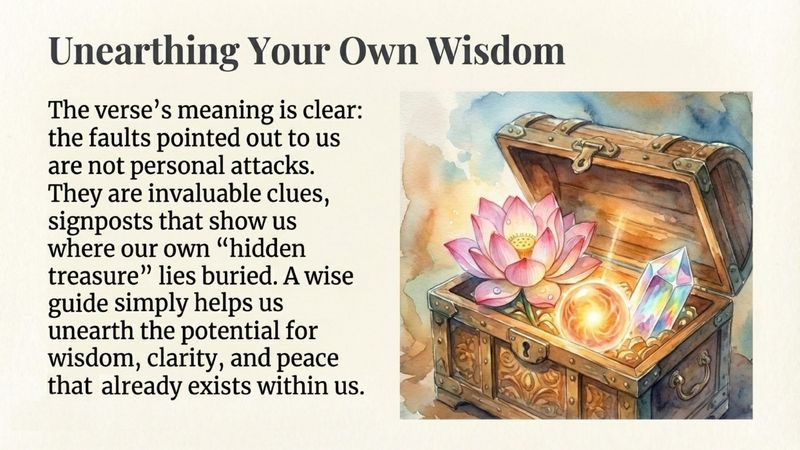 Unearthing Your Own Wisdom
The verse’s meaning is clear:
the faults pointed out to us
are not personal attacks.
They are invaluable clues,
signposts that show us
where our own “hidden
treasure” lies buried. A wise
guide simply helps us
unearth the potential for
wisdom, clarity, and peace
that already exists within us.